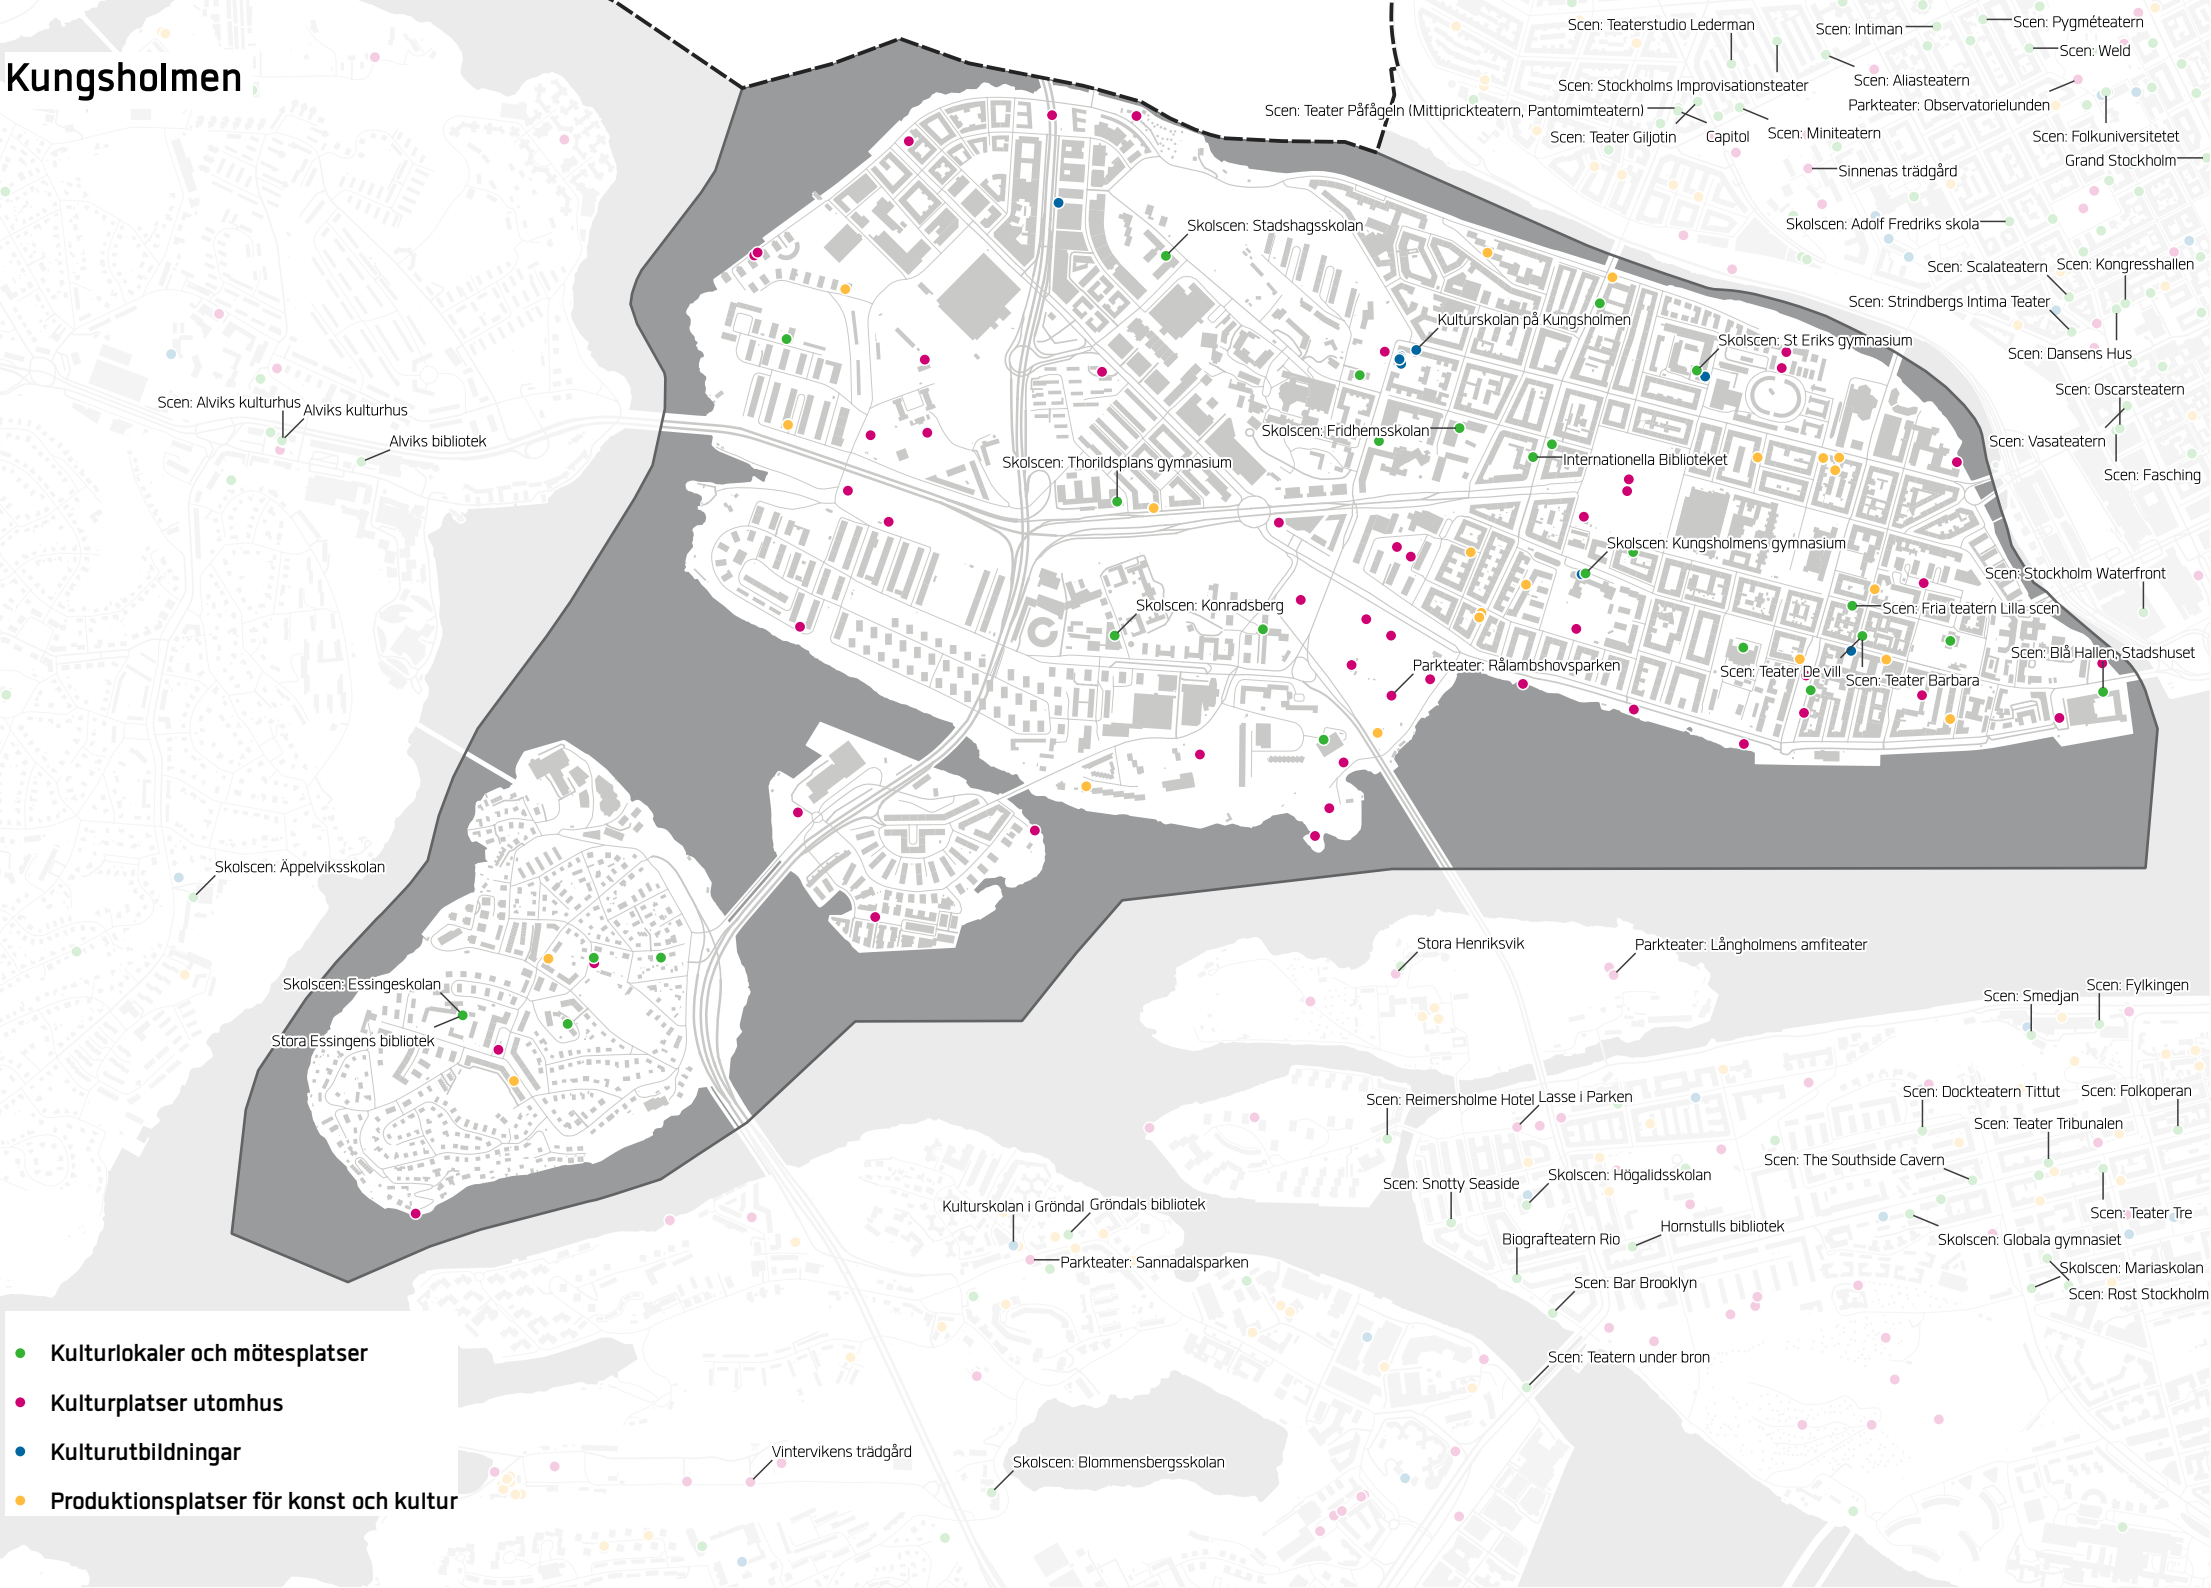 Kungsholmen
Scen: Teaterstudio Lederman
Scen: Intiman
Scen: Pygméteatern
Scen: Weld
Scen: Stockholms Improvisationsteater
Scen: Aliasteatern
Scen: Teater Påfågeln (Mittiprickteatern, Pantomimteatern)
Parkteater: Observatorielunden
Scen: Teater Giljotin
Capitol
Scen: Miniteatern
Scen: Folkuniversitetet
Grand Stockholm
Sinnenas trädgård
Skolscen: Adolf Fredriks skola
Skolscen: Stadshagsskolan
Scen: Scalateatern
Scen: Kongresshallen
Scen: Strindbergs Intima Teater
Kulturskolan på Kungsholmen
Skolscen: St Eriks gymnasium
Scen: Dansens Hus
Scen: Oscarsteatern
Scen: Alviks kulturhus
Alviks kulturhus
Alviks bibliotek
Skolscen: Fridhemsskolan
Scen: Vasateatern
Skolscen: Thorildsplans gymnasium
Internationella Biblioteket
Scen: Fasching
Skolscen: Kungsholmens gymnasium
Scen: Stockholm Waterfront
Skolscen: Konradsberg
Scen: Fria teatern Lilla scen
Scen: Blå Hallen, Stadshuset
Parkteater: Rålambshovsparken
Scen: Teater De vill
Scen: Teater Barbara
Skolscen: Äppelviksskolan
Stora Henriksvik
Parkteater: Långholmens amfiteater
Skolscen: Essingeskolan
Scen: Smedjan
Scen: Fylkingen
Stora Essingens bibliotek
Scen: Reimersholme Hotel
Lasse i Parken
Scen: Dockteatern Tittut
Scen: Folkoperan
Scen: Teater Tribunalen
Scen: The Southside Cavern
Scen: Snotty Seaside
Skolscen: Högalidsskolan
Kulturskolan i Gröndal
Gröndals bibliotek
Scen: Teater Tre
Hornstulls bibliotek
Biografteatern Rio
Skolscen: Globala gymnasiet
Parkteater: Sannadalsparken
Skolscen: Mariaskolan
Scen: Bar Brooklyn
Scen: Rost Stockholm
Kulturlokaler och mötesplatser
Scen: Teatern under bron
Kulturplatser utomhus
Kulturutbildningar
Vintervikens trädgård
Skolscen: Blommensbergsskolan
Produktionsplatser för konst och kultur